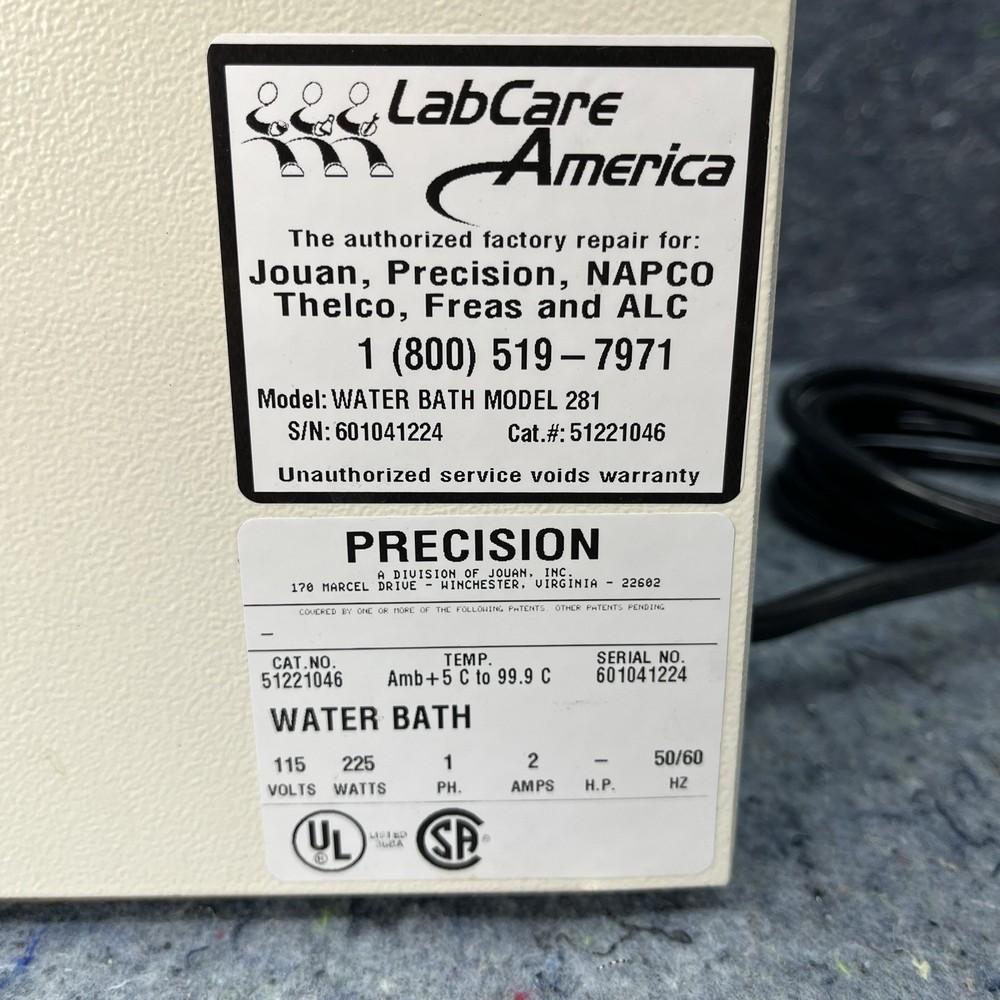 LabCare
America
The authorized factory repair for:
Jouan, Precision, NAPCO
Thelco, Freas and ALC
1 (800) 519-7971
Model: WATER BATH MODEL 281
S/N: 601041224 Cat.#: 51221046
Unauthorized service voids warranty
PRECISION
A DIVISION OF JOUAN, INC.
170 MARCEL DRIVE - WINCHESTER, VIRGINIA - 22602
COVERED BY ONE OR MORE OF THE FOLLOWING PATENTS. OTHER PATENTS PENDING
–
CAT.NO. TEMP. SERIAL NO.
51221046 Amb+5 C to 99.9 C 601041224
WATER BATH
115 225 1 2 – 50/60
VOLTS WATTS PH. AMPS H.P. HZ
UL® LISTED SA®